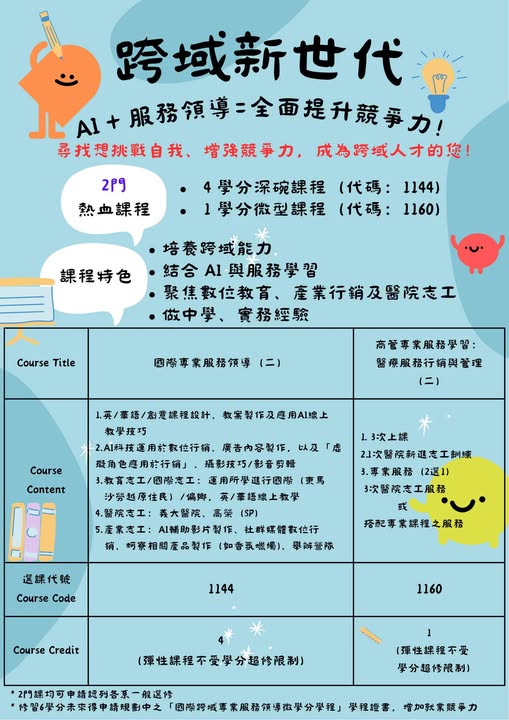 跨域新世代
AI + 服務領導=全面提升競爭力!
尋找想挑戰自我、增強競爭力, 成為跨域人才的您!
2門
熱血課程
• 4 學分深碗課程 (代碼: 1144)
• 1 學分微型課程 (代碼: 1160)
課程特色
• 培養跨域能力
• 結合 AI 與服務學習
• 聚焦數位教育、產業行銷及醫院志工
• 做中學、實務經驗
Course Title
國際專業服務領導 (二)
高管專業服務學習:
醫療服務行銷與管理
(二)
Course
Content
1.英/華語/創意課程設計、教案製作及應用AI線上
教學技巧
2.AI科技運用於數位行銷、廣告內容製作, 以及「虛
擬角色應用於行銷」、攝影技巧/影音剪輯
3.教育志工/國際志工: 運用所學進行國際 (東馬
沙勞越原住民) /偏鄉, 英/華語線上教學
4.醫院志工: 義大醫院、高榮 (SP)
5.產業志工: AI輔助影片製作、社群媒體數位行
銷、蚵寮相關產品製作 (如香氛蠟燭)、舉辦營隊
1. 3次上課
2.1次醫院新進志工訓練
3.專業服務 (2選1)
3次醫院志工服務
或
搭配專業課程之服務
選課代號
Course Code
1144
1160
Course Credit
4
(彈性課程不受學分超修限制)
1
(彈性課程不受
學分超修限制)
* 2門課均可申請認列各系一般選修
* 修習6學分未來得申請規劃中之「國際跨域專業服務領導微學分學程」學程證書, 增加就業競爭力